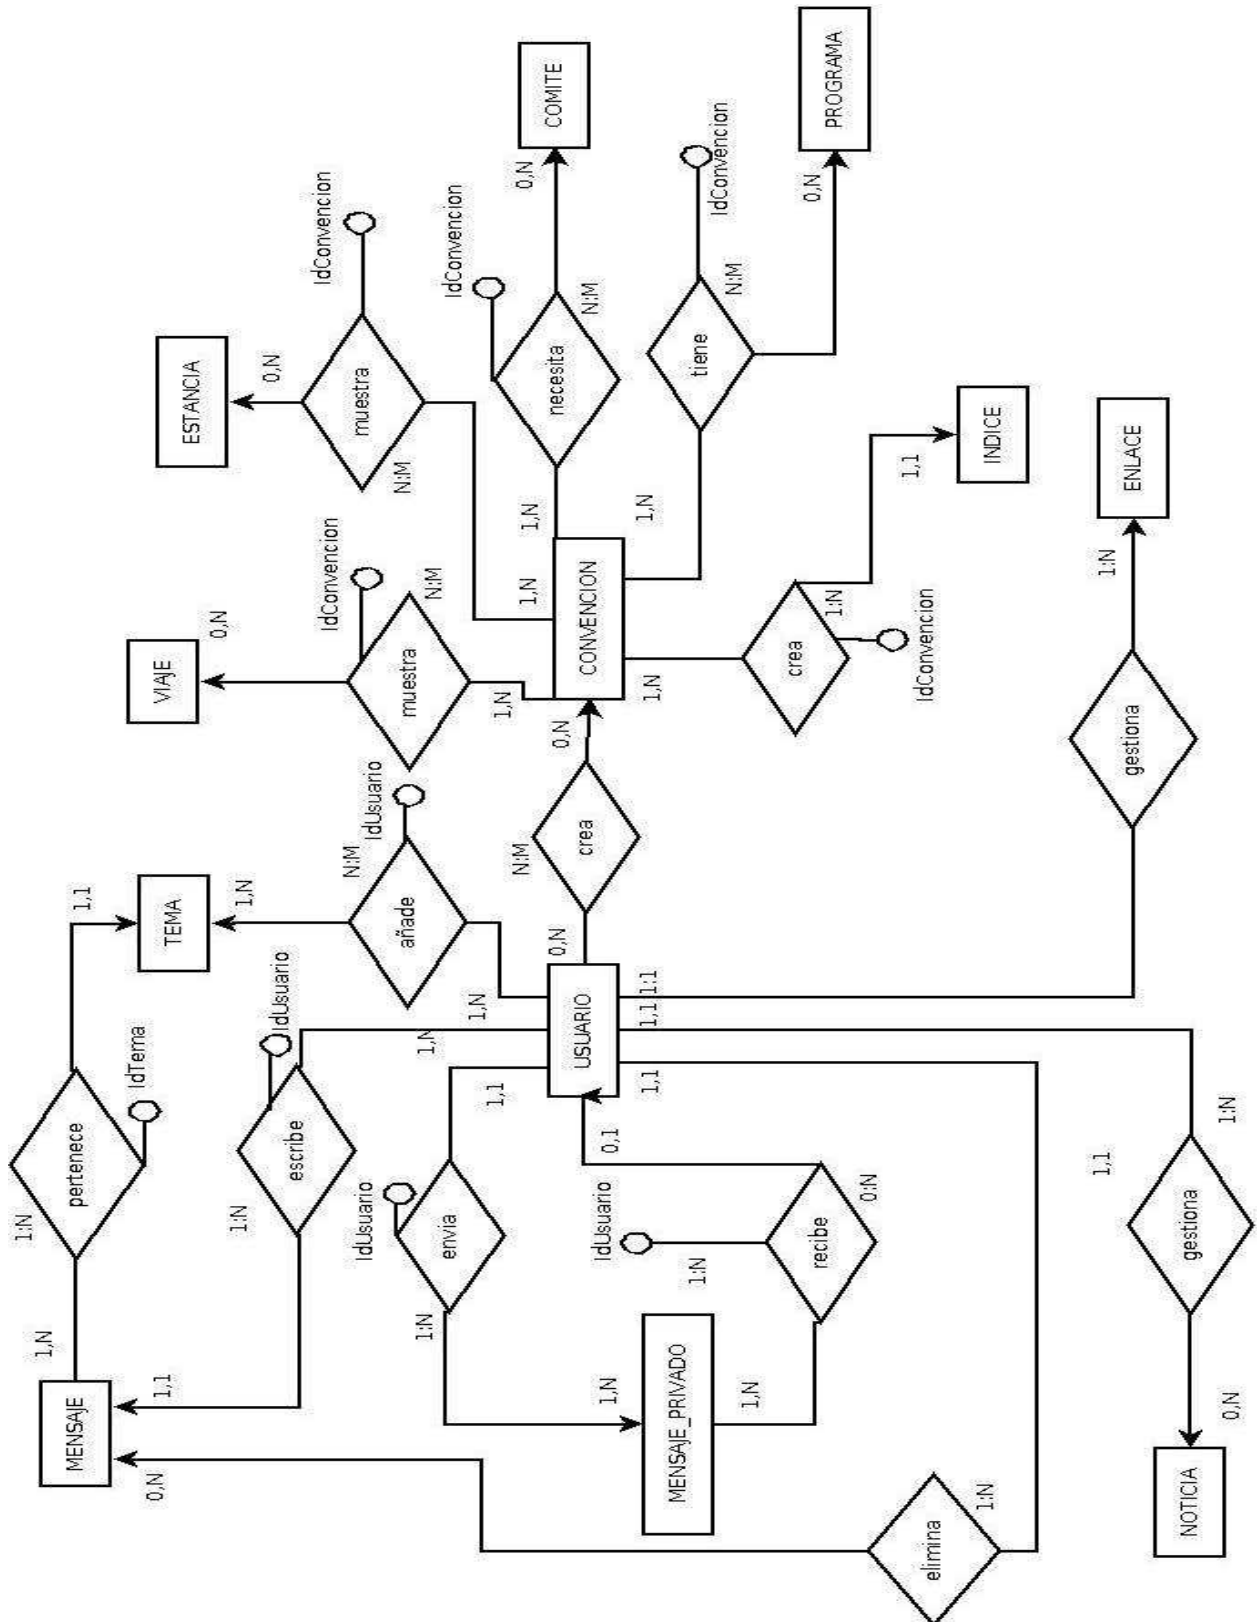 MENSAJE
1,N
1:N
pertenece
IdTema
1,1
TEMA
1,N
N:M
añade
IdUsuario
1,N
VIAJE
0,N
muestra
N:M
IdConvencion
1,N
ESTANCIA
0,N
muestra
N:M
IdConvencion
1,N
1,1
1:N
escribe
IdUsuario
1,N
0,N
elimina
1:N
1,1
1:N
envia
IdUsuario
1,1
1,N
MENSAJE_PRIVADO
1,N
recibe
1:N
IdUsuario
0:N
0,1
USUARIO
0,N
N:M
crea
0,N
CONVENCION
1,N
necesita
N:M
IdConvencion
0,N
COMITE
1,N
tiene
N:M
IdConvencion
0,N
PROGRAMA
1,N
crea
1:N
IdConvencion
1,1
INDICE
1,1
1:1
gestiona
1:N
ENLACE
1,1
1:N
gestiona
0,N
NOTICIA